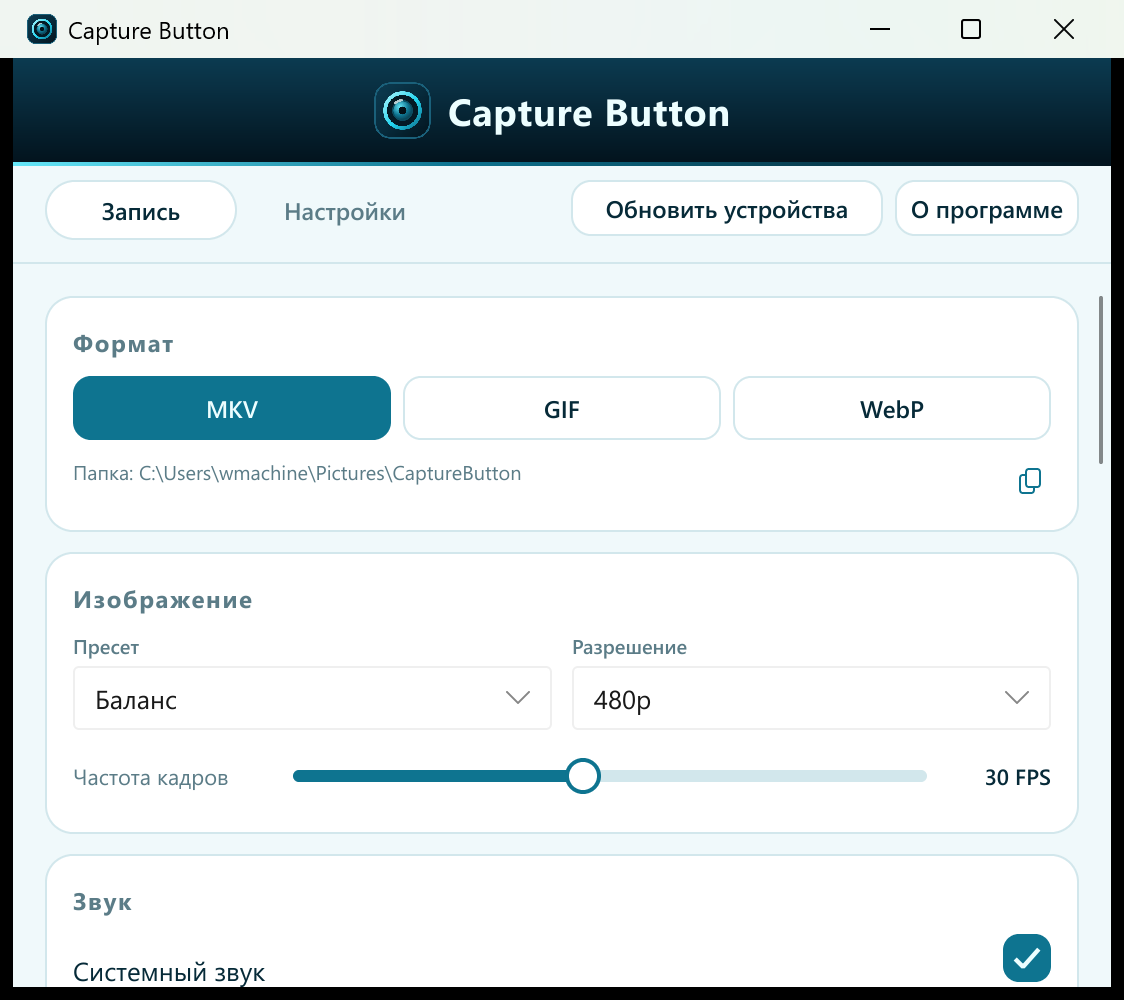 Capture Button
Capture Button
Запись
Настройки
Обновить устройства
О программе
Формат
MKV
GIF
WebP
Папка: C:\Users\wmachine\Pictures\CaptureButton
Изображение
Пресет
Разрешение
Баланс
480p
Частота кадров
30 FPS
Звук
Системный звук